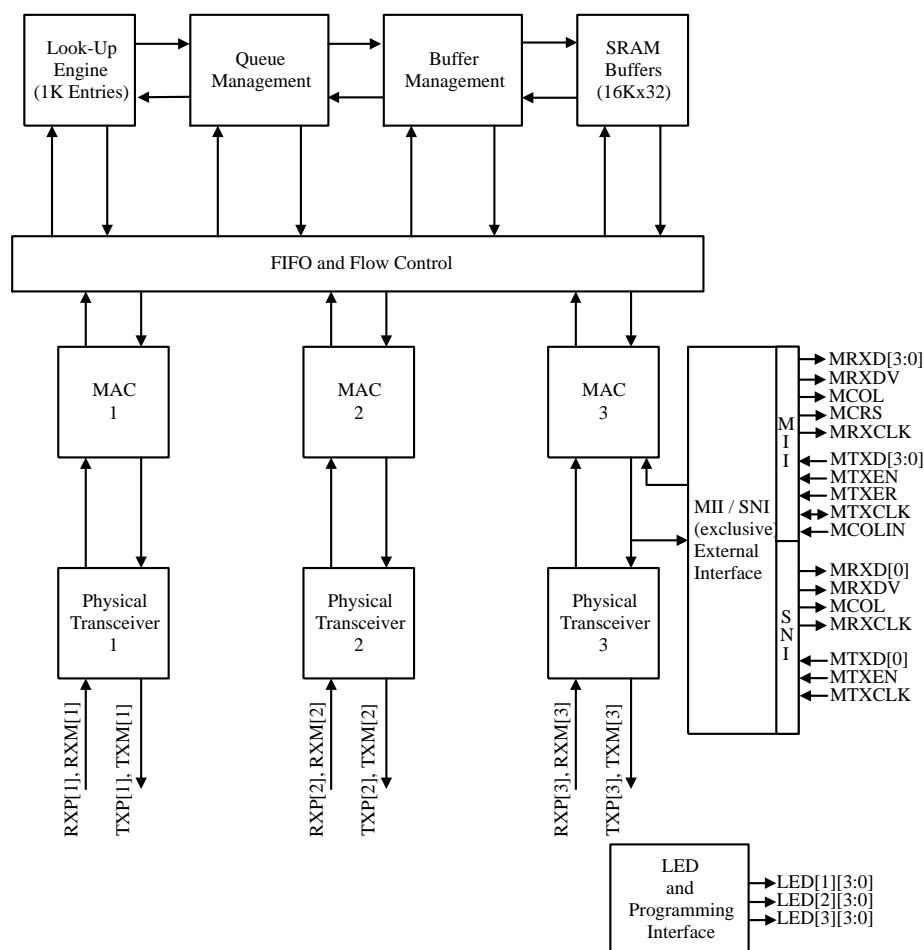 Look-Up
Engine
(1K Entries)
Queue
Management
Buffer
Management
SRAM
Buffers
(16Kx32)
FIFO and Flow Control
MAC
1
MAC
2
MAC
3
MII / SNI
(exclusive)
External
Interface
MII
SNI
MRXD[3:0]
MRXDV
MCOL
MCRS
MRXCLK
MTXD[3:0]
MTXEN
MTXER
MTXCLK
MCOLIN
MRXD[0]
MRXDV
MCOL
MRXCLK
MTXD[0]
MTXEN
MTXCLK
Physical
Transceiver
1
Physical
Transceiver
2
Physical
Transceiver
3
RXP[1], RXM[1]
TXP[1], TXM[1]
RXP[2], RXM[2]
TXP[2], TXM[2]
RXP[3], RXM[3]
TXP[3], TXM[3]
LED
and
Programming
Interface
LED[1][3:0]
LED[2][3:0]
LED[3][3:0]